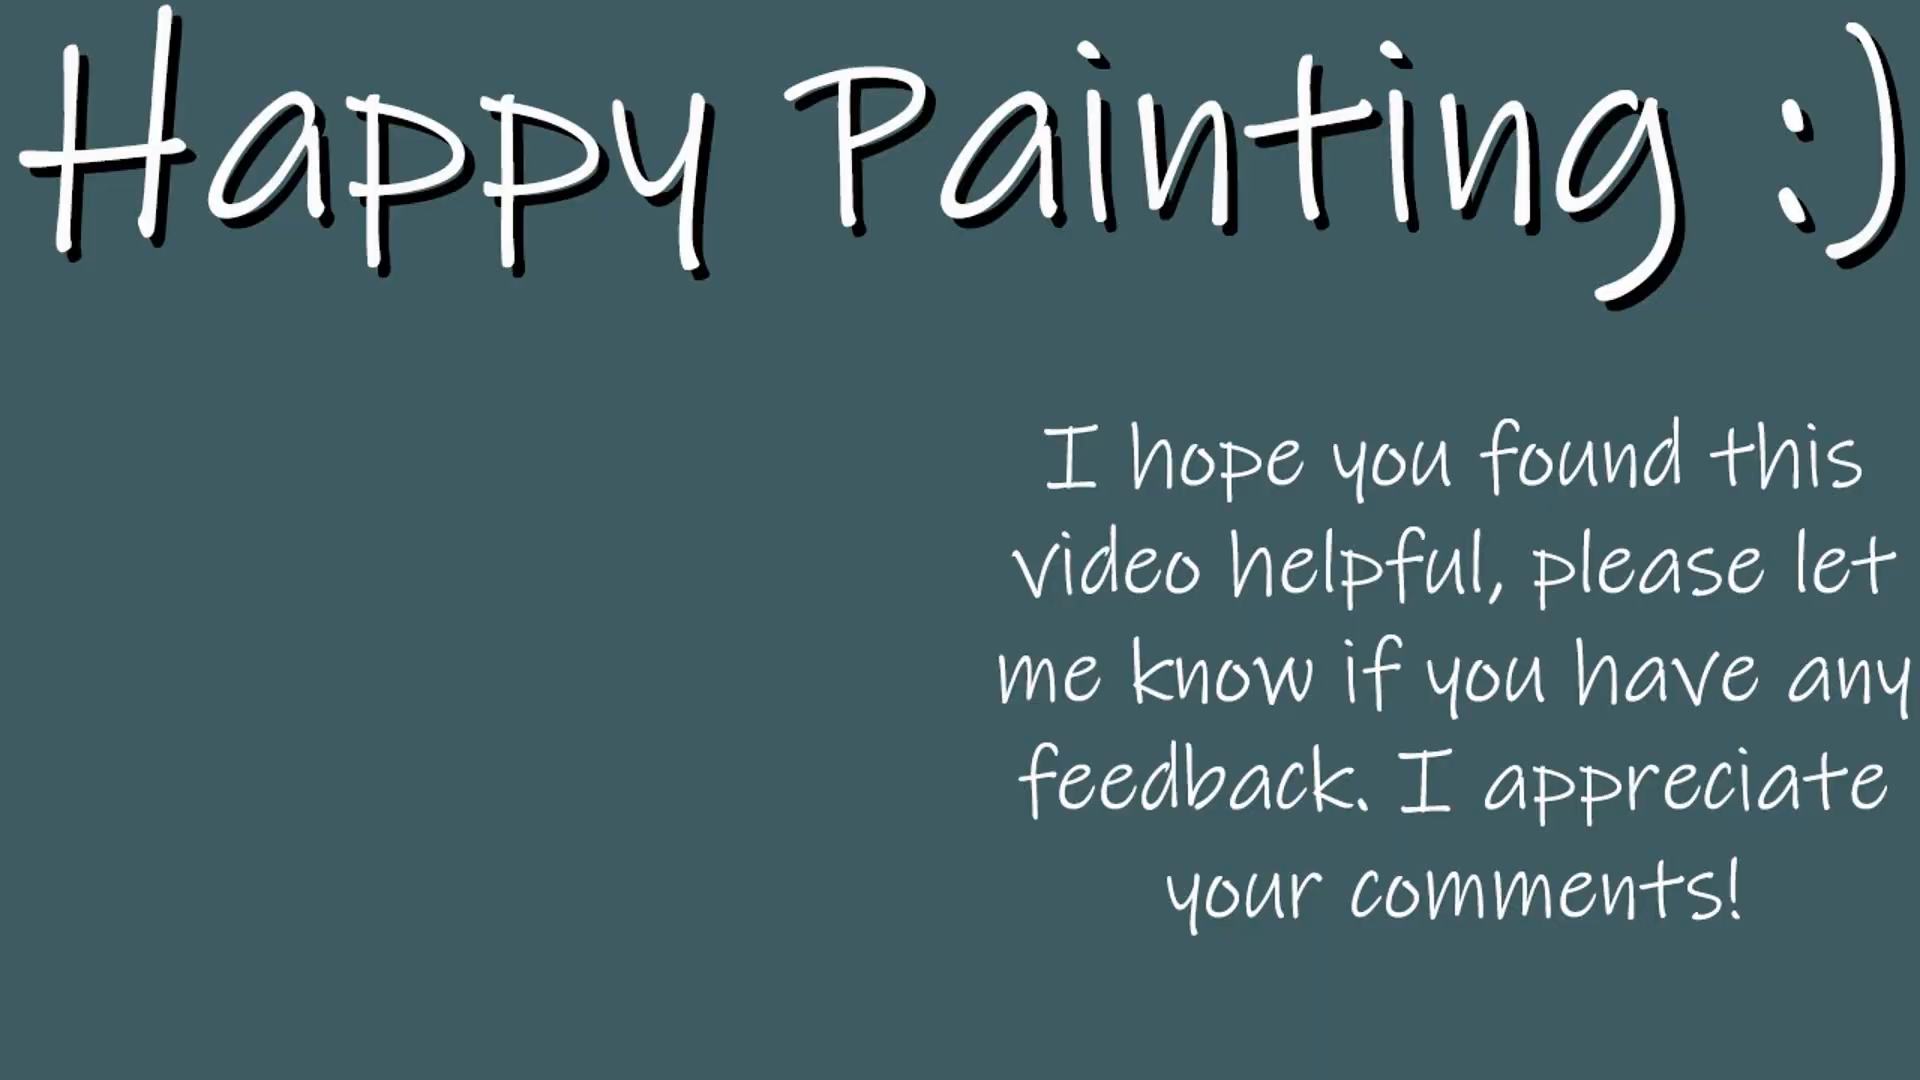 Happy Painting :)
I hope you found this
video helpful, please let
me know if you have any
feedback. I appreciate
your comments!